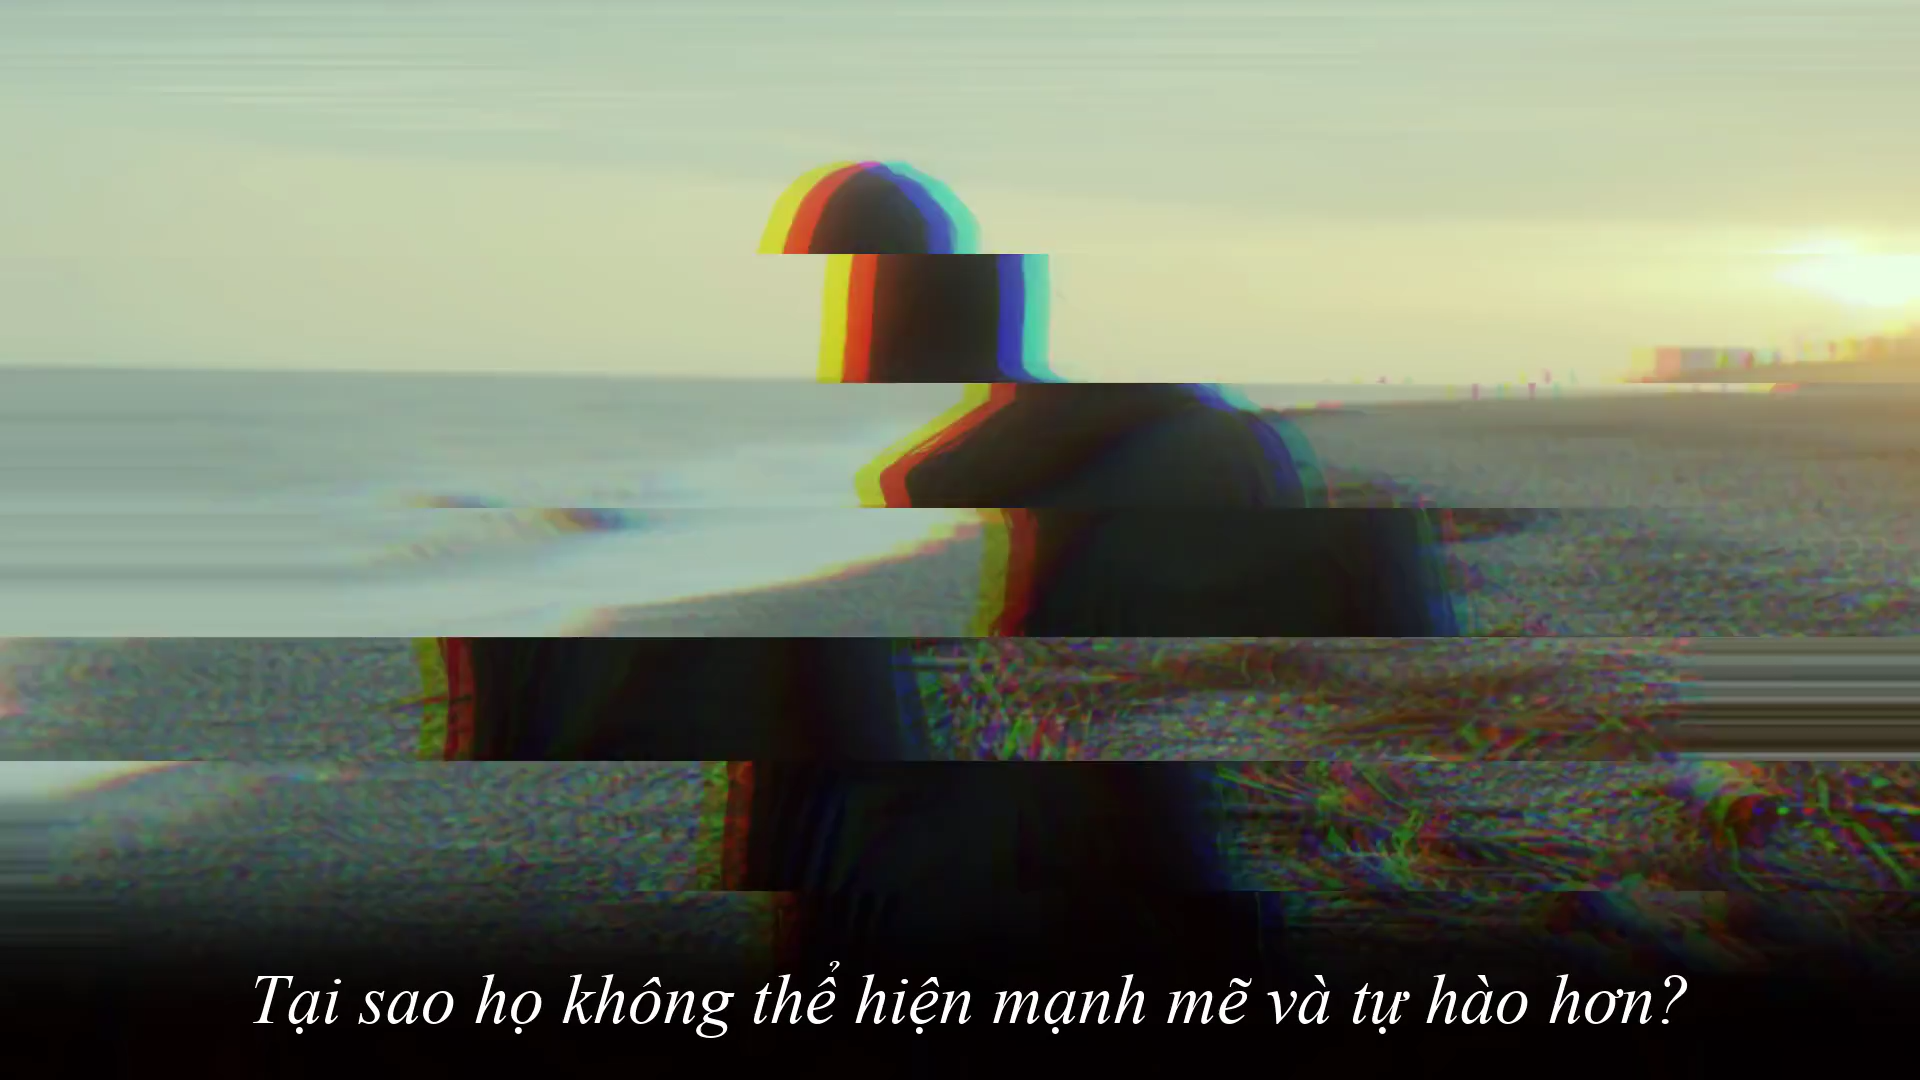 Tại sao họ không thể hiện mạnh mẽ và tự hào hơn?